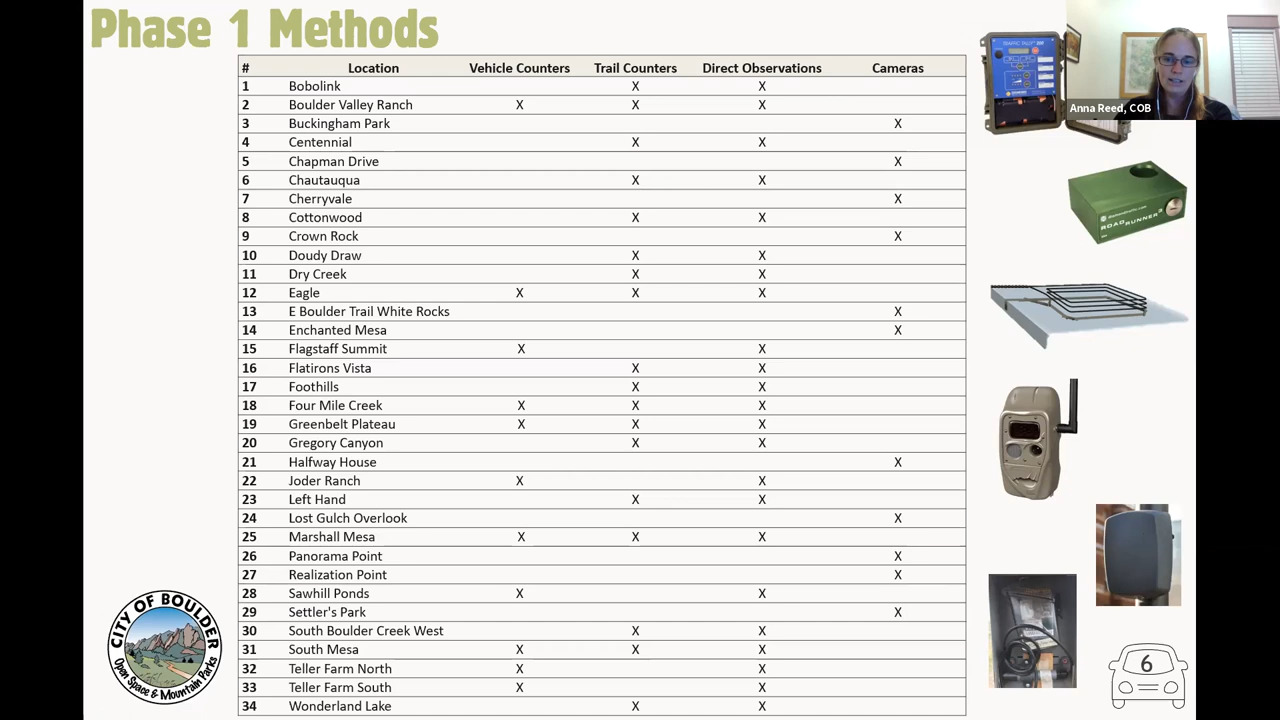 Phase 1 Methods
# Location Vehicle Counters Trail Counters Direct Observations Cameras
1 Bobolink X X
2 Boulder Valley Ranch X X X
3 Buckingham Park X
4 Centennial X X
5 Chapman Drive X
6 Chautauqua X X
7 Cherryvale X
8 Cottonwood X X
9 Crown Rock X
10 Doudy Draw X X
11 Dry Creek X X
12 Eagle X X X
13 E Boulder Trail White Rocks X
14 Enchanted Mesa X
15 Flagstaff Summit X X
16 Flatirons Vista X X
17 Foothills X X
18 Four Mile Creek X X X
19 Greenbelt Plateau X X X
20 Gregory Canyon X X
21 Halfway House X
22 Joder Ranch X X
23 Left Hand X X
24 Lost Gulch Overlook X
25 Marshall Mesa X X X
26 Panorama Point X
27 Realization Point X
28 Sawhill Ponds X X
29 Settler's Park X
30 South Boulder Creek West X X
31 South Mesa X X X
32 Teller Farm North X X
33 Teller Farm South X X
34 Wonderland Lake X X
Anna Reed, COB
ROADRUNNER3
CITY OF BOULDER
Open Space & Mountain Parks
6